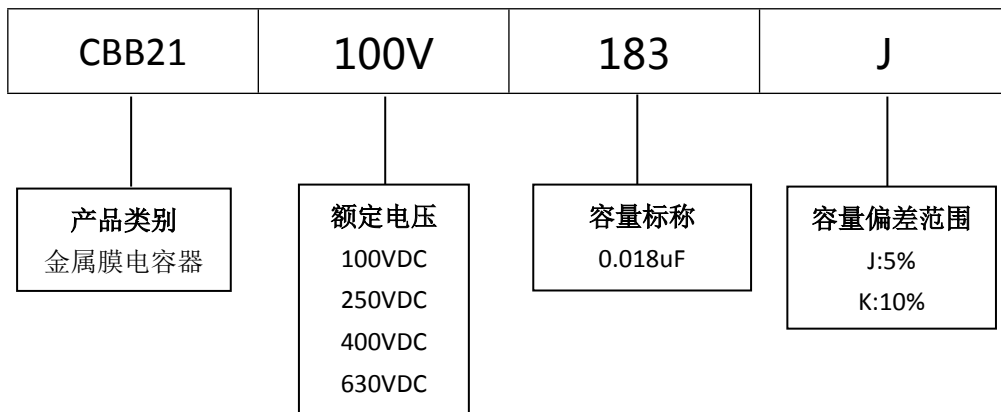 CBB21 100V 183 J
产品类别
金属膜电容器
额定电压
100VDC
250VDC
400VDC
630VDC
容量标称
0.018uF
容量偏差范围
J:5%
K:10%